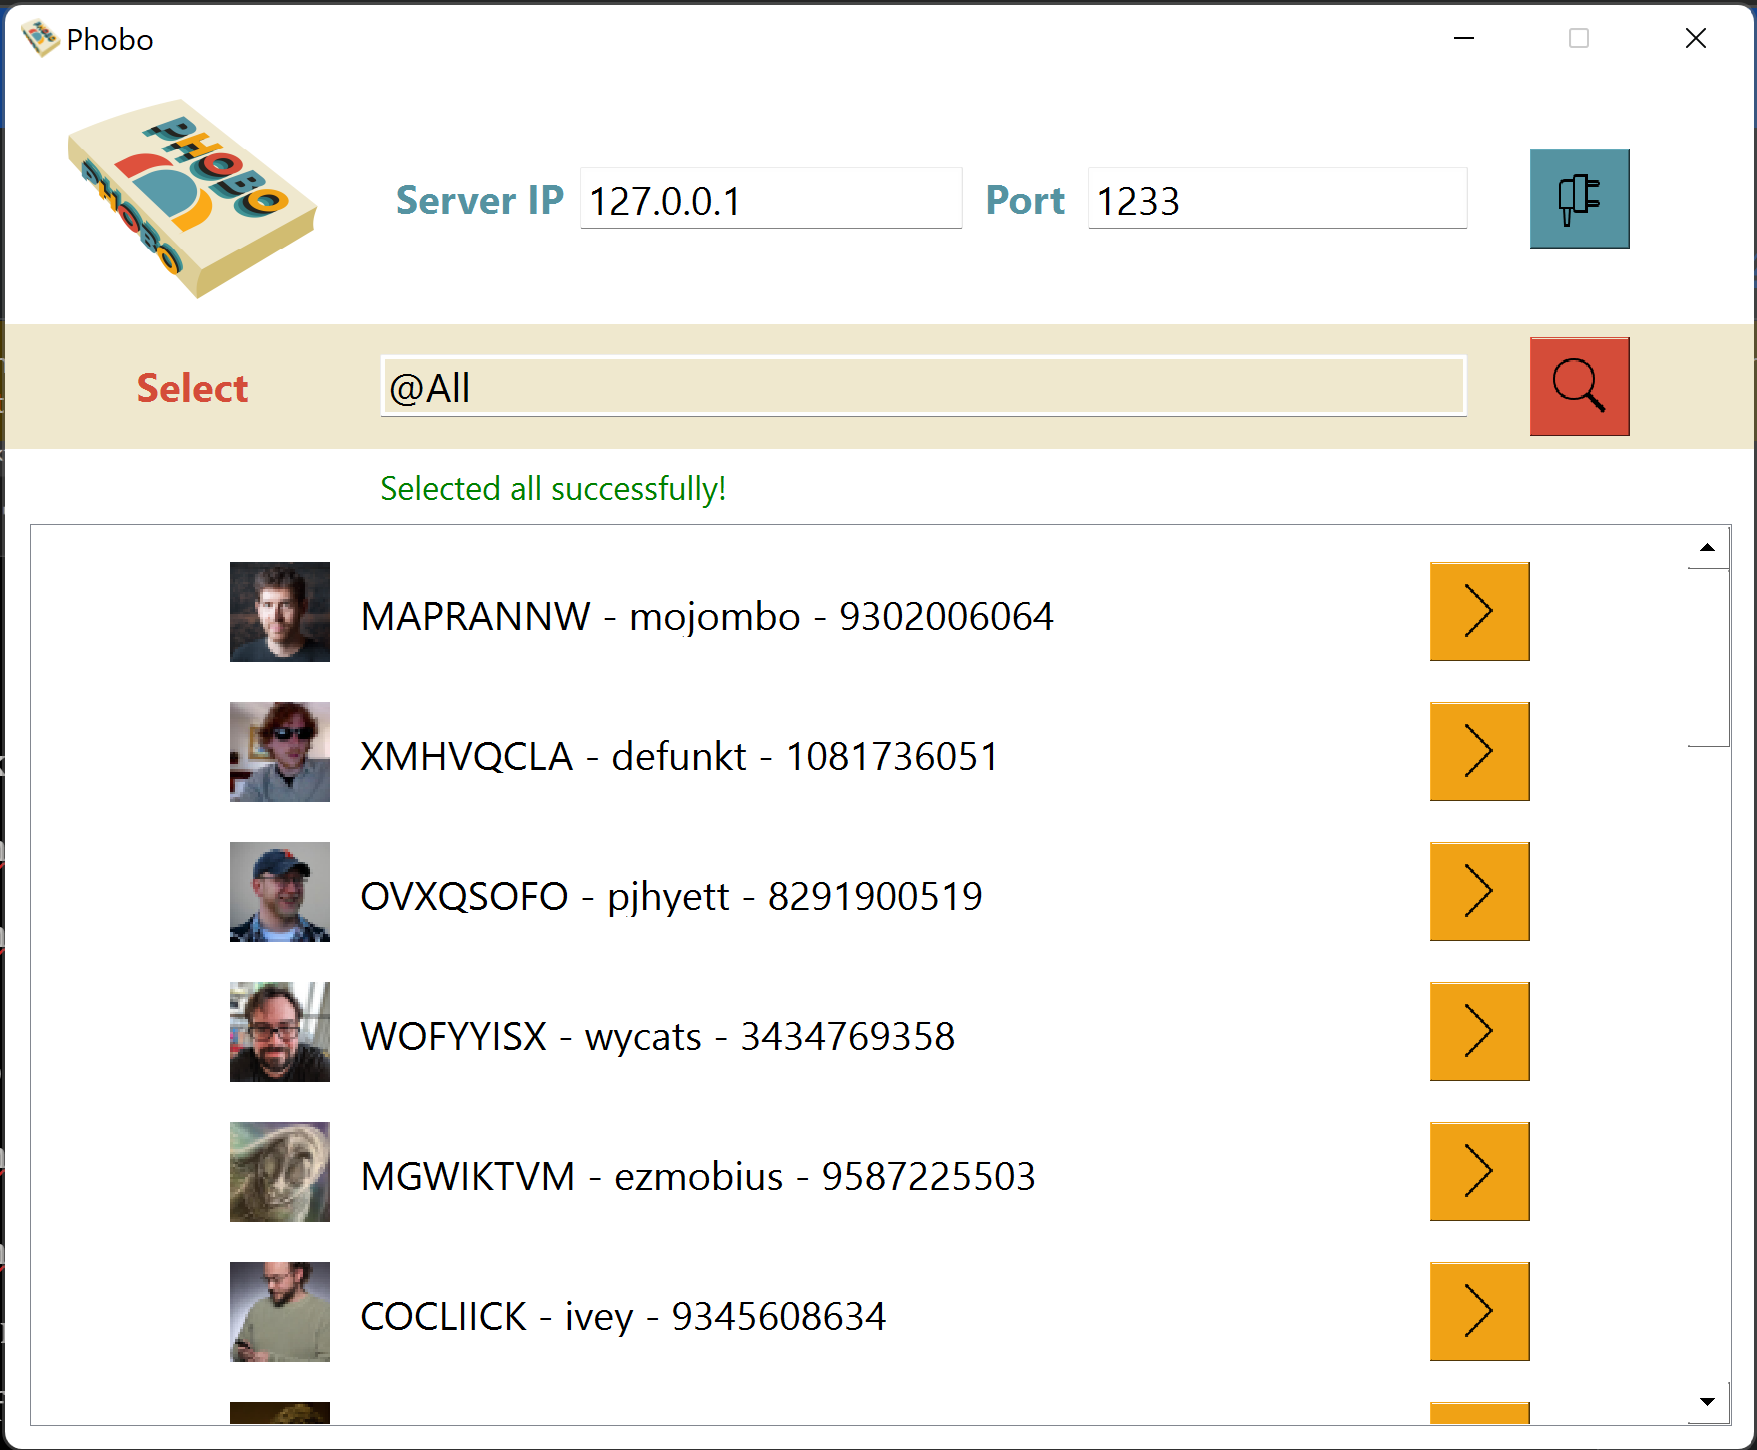 Phobo
PHOBO
PHOBO
Server IP 127.0.0.1 Port 1233
Select @All
Selected all successfully!
MAPRANNW - mojombo - 9302006064
XMHVQCLA - defunkt - 1081736051
OVXQSOFO - pjhyett - 8291900519
WOFYYISX - wycats - 3434769358
MGWIKTVM - ezmobius - 9587225503
COCLIICK - ivey - 9345608634